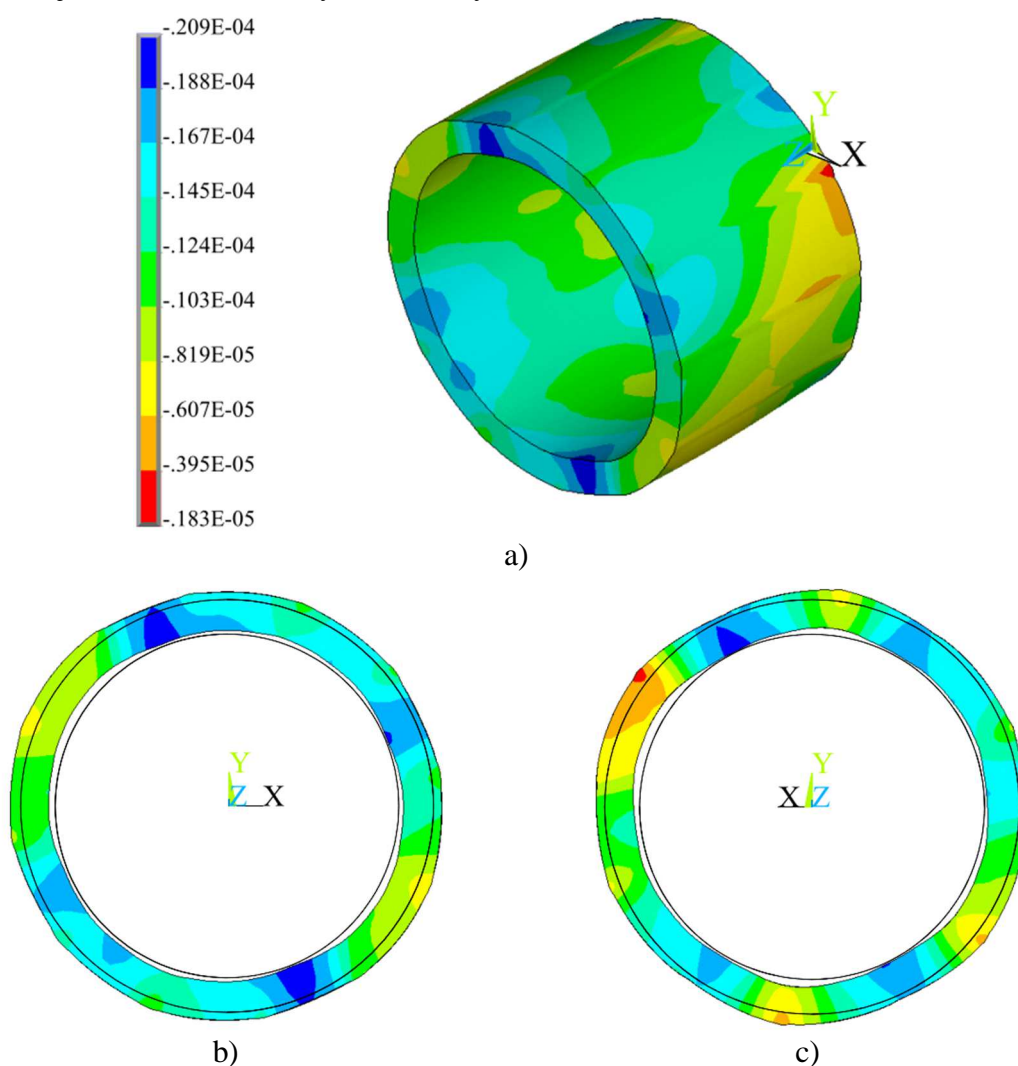 -.209E-04
-.188E-04
-.167E-04
-.145E-04
-.124E-04
-.103E-04
-.819E-05
-.607E-05
-.395E-05
-.183E-05
Y
Z X
a)
Y
Z X
Y
X Z
b) c)